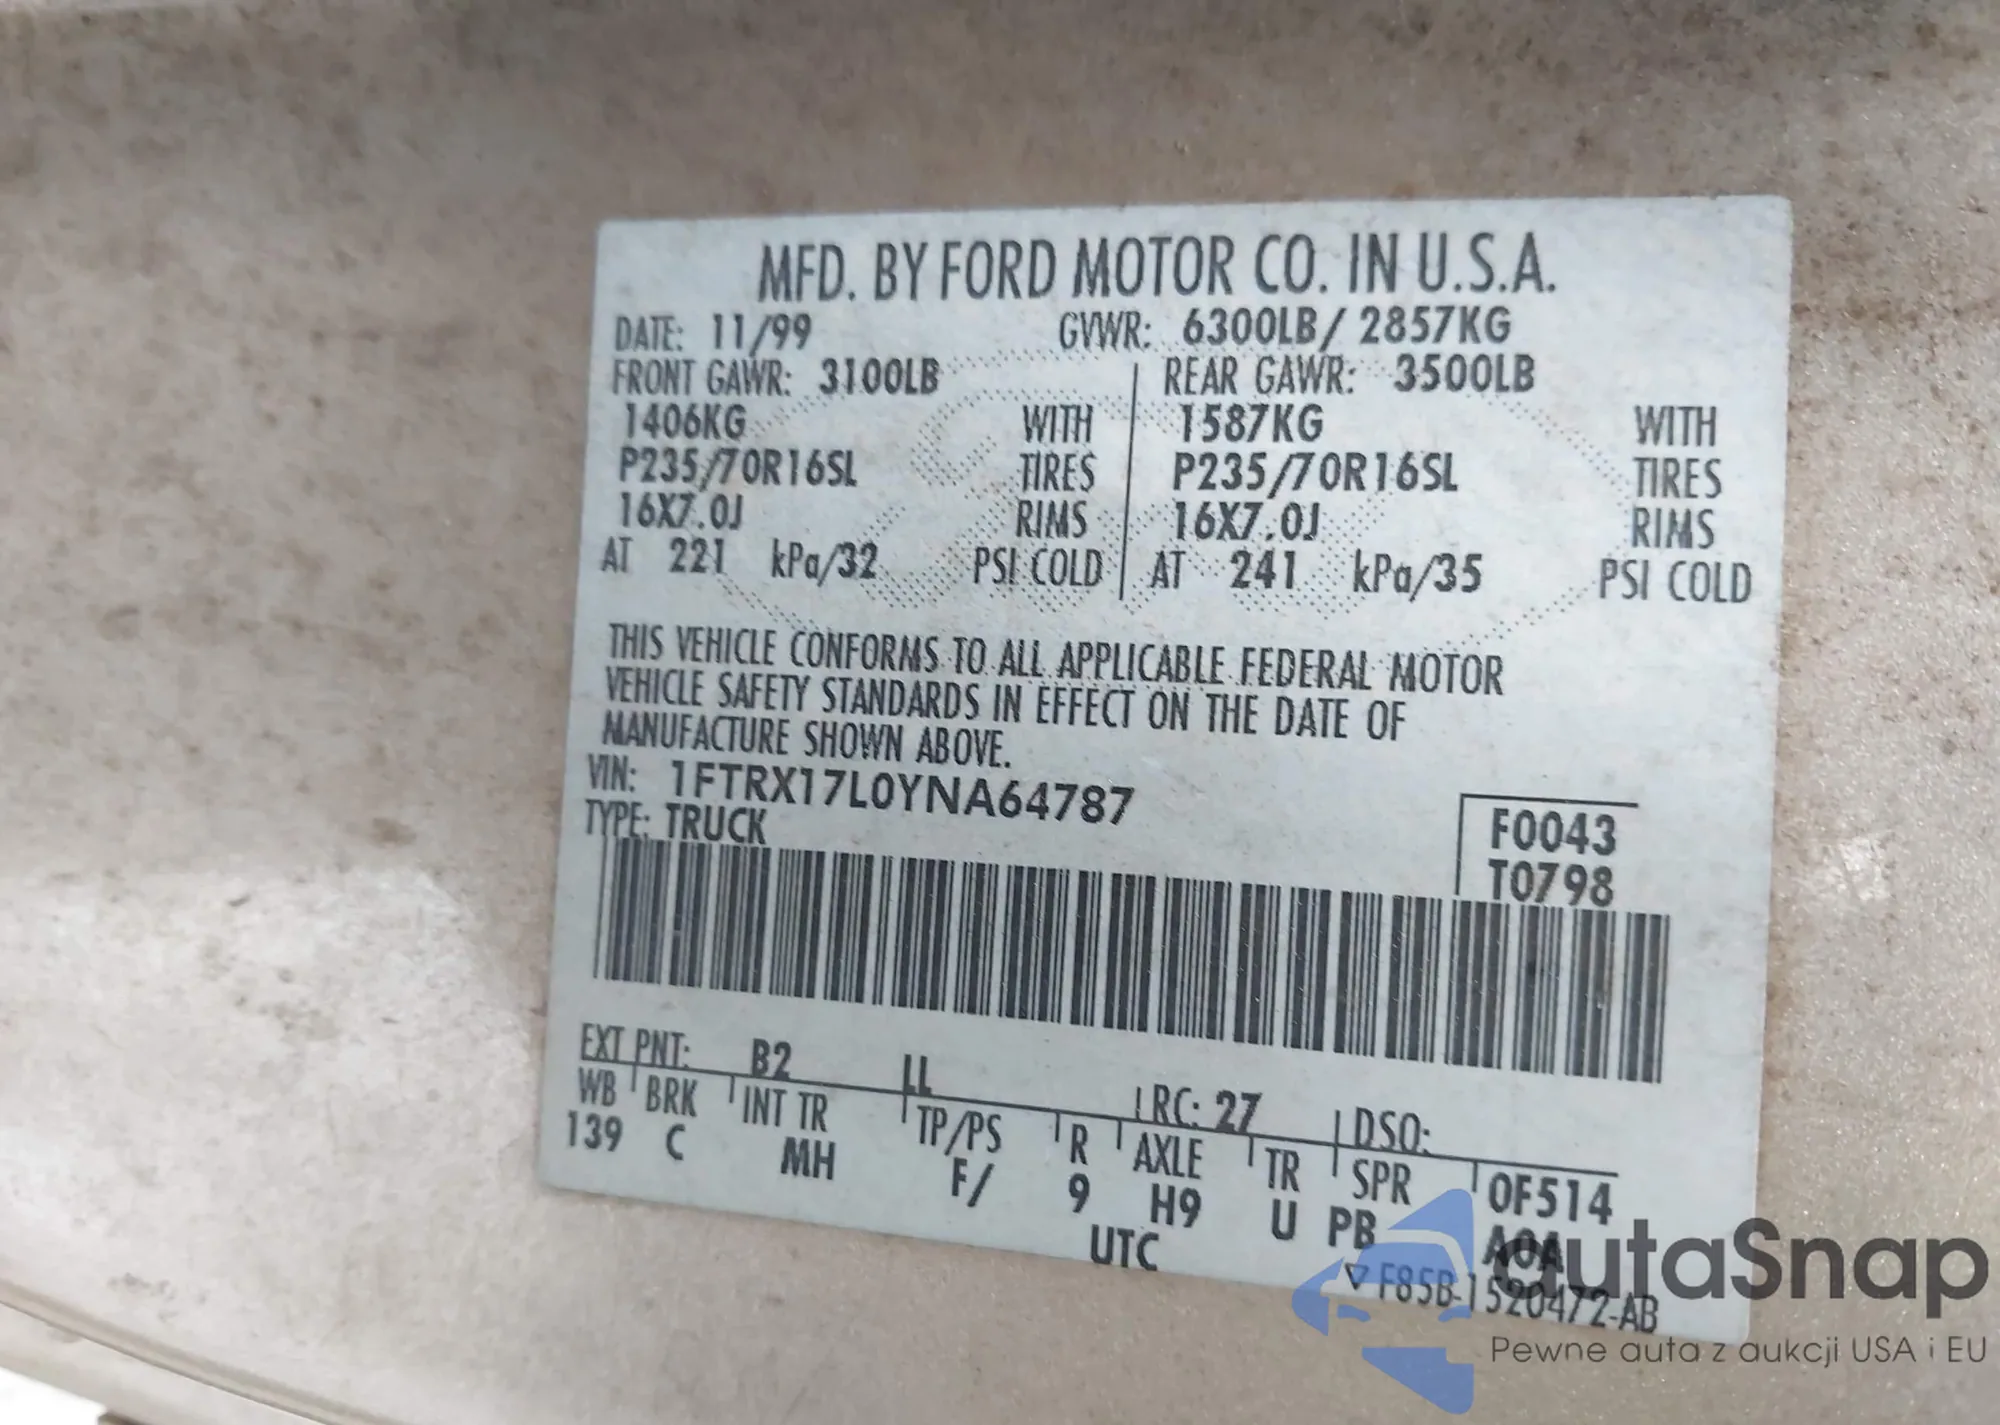 MFD. BY FORD MOTOR CO. IN U.S.A.
DATE: 11/99 GVWR: 6300LB/ 2857KG
FRONT GAWR: 3100LB REAR GAWR: 3500LB
1406KG WITH 1587KG WITH
P235/70R16SL TIRES P235/70R16SL TIRES
16X7.0J RIMS 16X7.0J RIMS
AT 221 kPa/32 PSI COLD AT 241 kPa/35 PSI COLD
THIS VEHICLE CONFORMS TO ALL APPLICABLE FEDERAL MOTOR
VEHICLE SAFETY STANDARDS IN EFFECT ON THE DATE OF
MANUFACTURE SHOWN ABOVE.
VIN: 1FTRX17L0YNA64787
TYPE: TRUCK
F0043
T0798
EXT PNT: B2 LL RC: 27 DSO:
WB BRK INT TR TP/PS R AXLE TR SPR 0F514
139 C MH F/ 9 H9 U PB A0A
UTC
▽ F85B-1520472-AB
autaSnap
Pewne auta z aukcji USA i EU